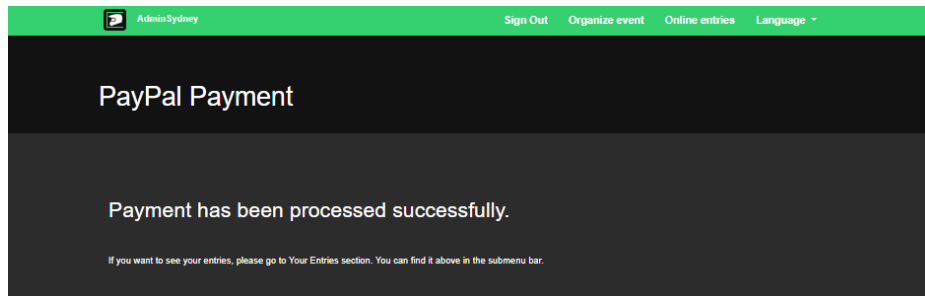 AdminSydney Sign Out Organize event Online entries Language
PayPal Payment
Payment has been processed successfully.
If you want to see your entries, please go to Your Entries section. You can find it above in the submenu bar.